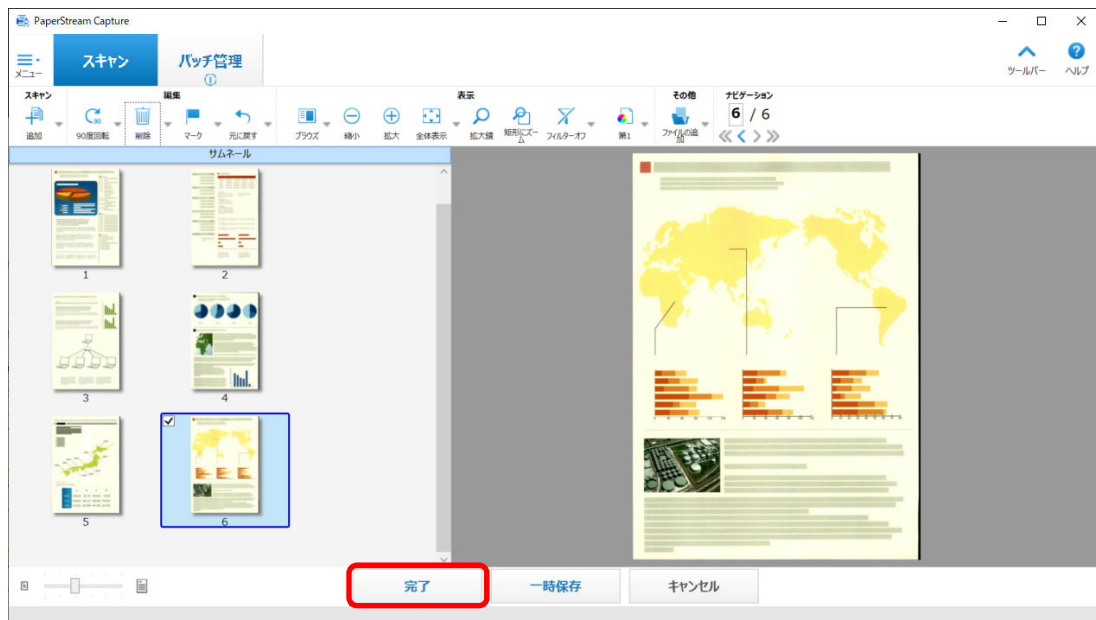 PaperStream Capture
メニュー
スキャン
バッチ管理
ツールバー
ヘルプ
スキャン
編集
表示
その他
ナビゲーション
追加
90度回転
削除
マーク
元に戻す
ブラウズ
縮小
拡大
全体表示
拡大鏡
矩形にズーム
フィルターオフ
第1
ファイルの追加
6 / 6
サムネール
1
2
3
4
5
6
完了
一時保存
キャンセル